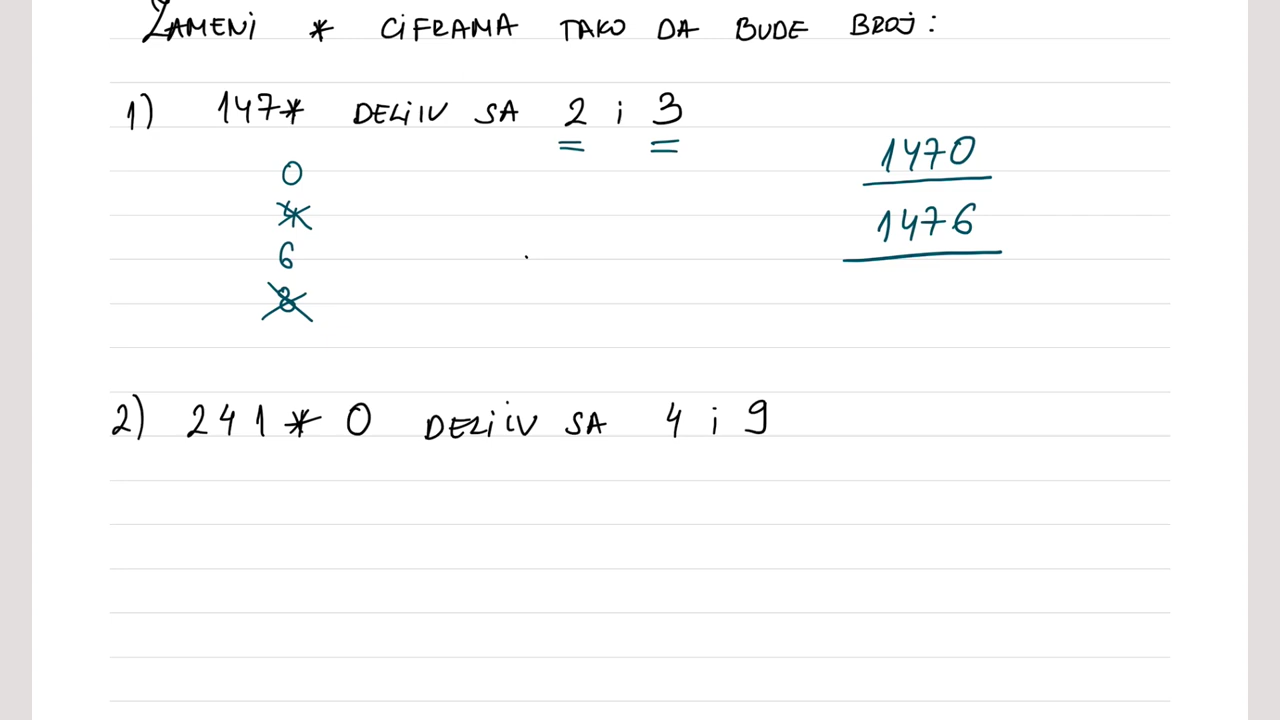 ZAMENI * CIFRAMA TAKO DA BUDE BROJ:
1) 147* DELJIV SA 2 i 3
0
4
6
8
1470
1476
2) 241*0 DELJIV SA 4 i 9